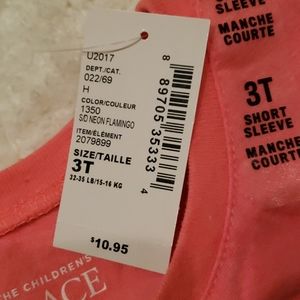 U2017
DEPT./CAT.
022/69
H
COLOR/COULEUR
1350
S/D NEON FLAMINGO
ITEM/ÉLÉMENT
2079899
SIZE/TAILLE
3T
32-35 LB/15-16 KG
$10.95
8 89705 35333 4
SLEEVE
MANCHE
COURTE
3T
SHORT
SLEEVE
MANCHE
COURTE
THE CHILDREN'S
ACE